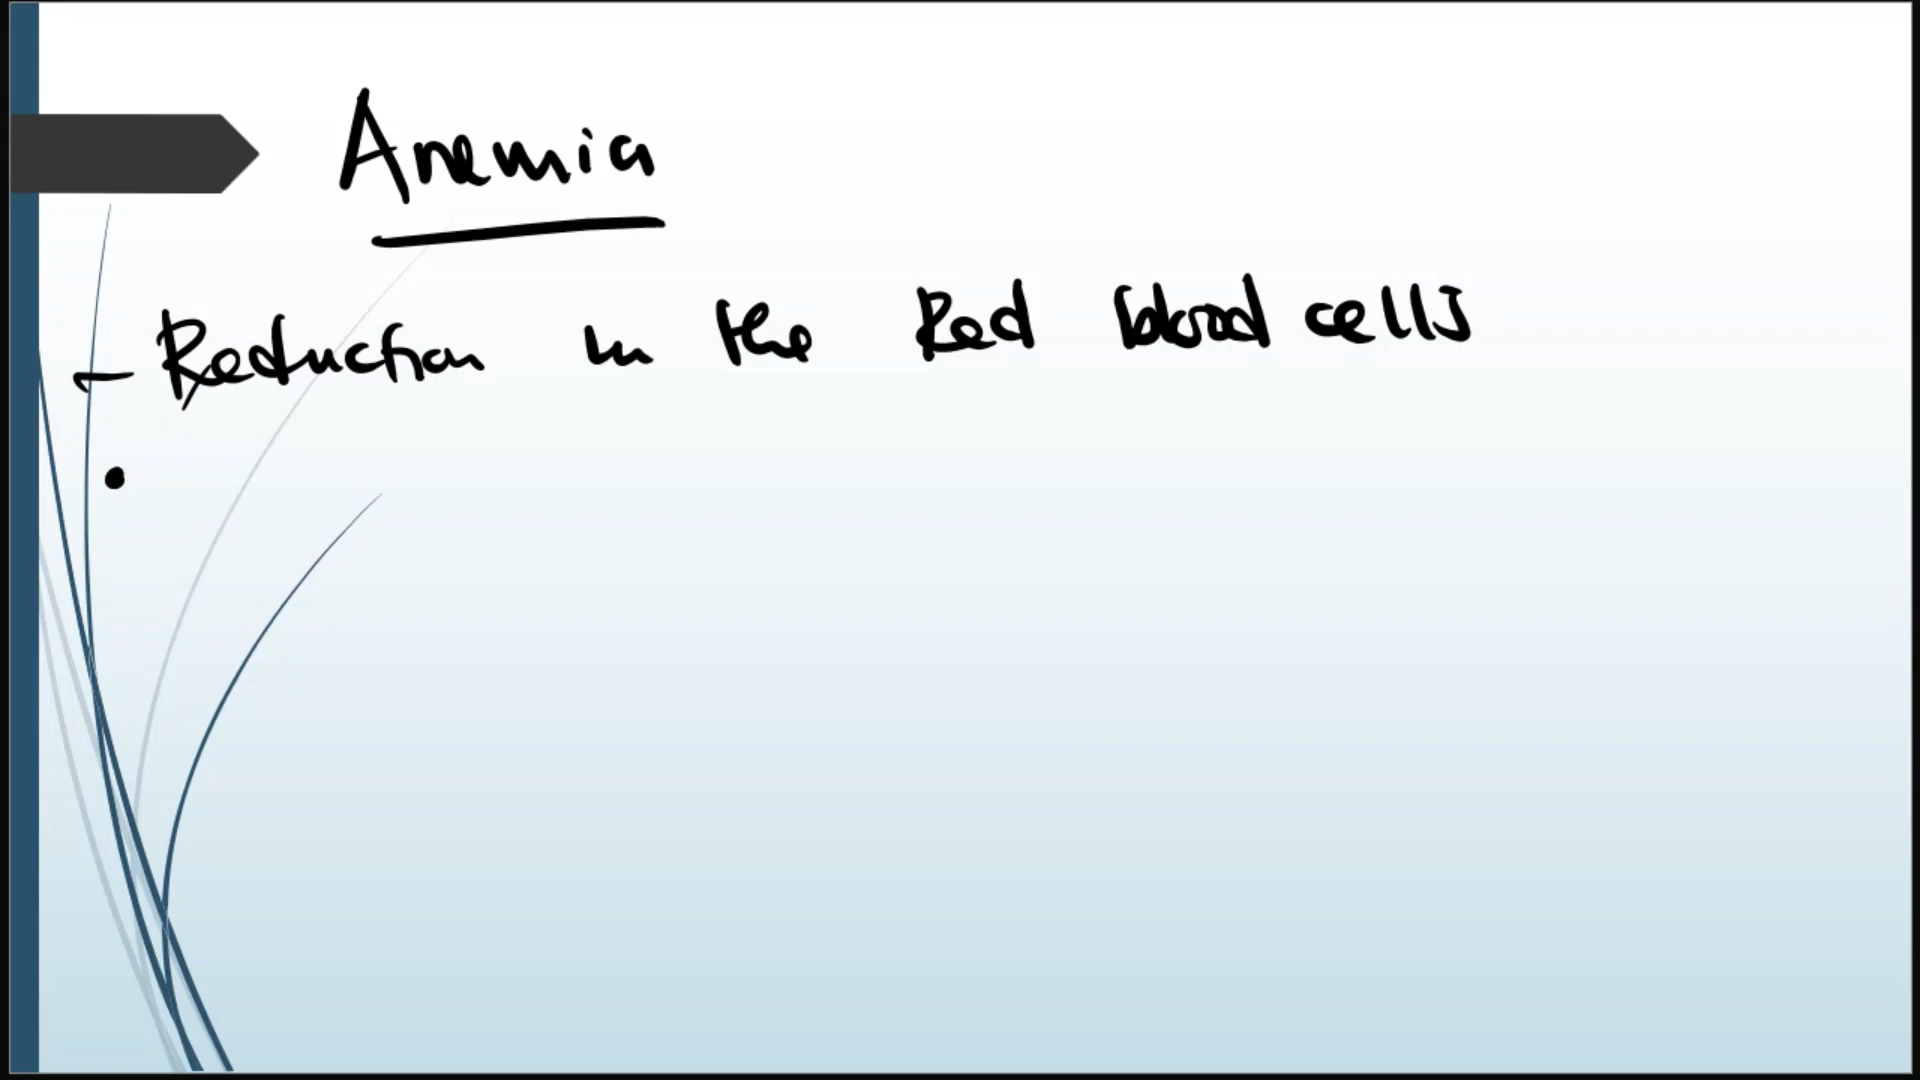 Anemia
- Reduction in the Red blood cells
•